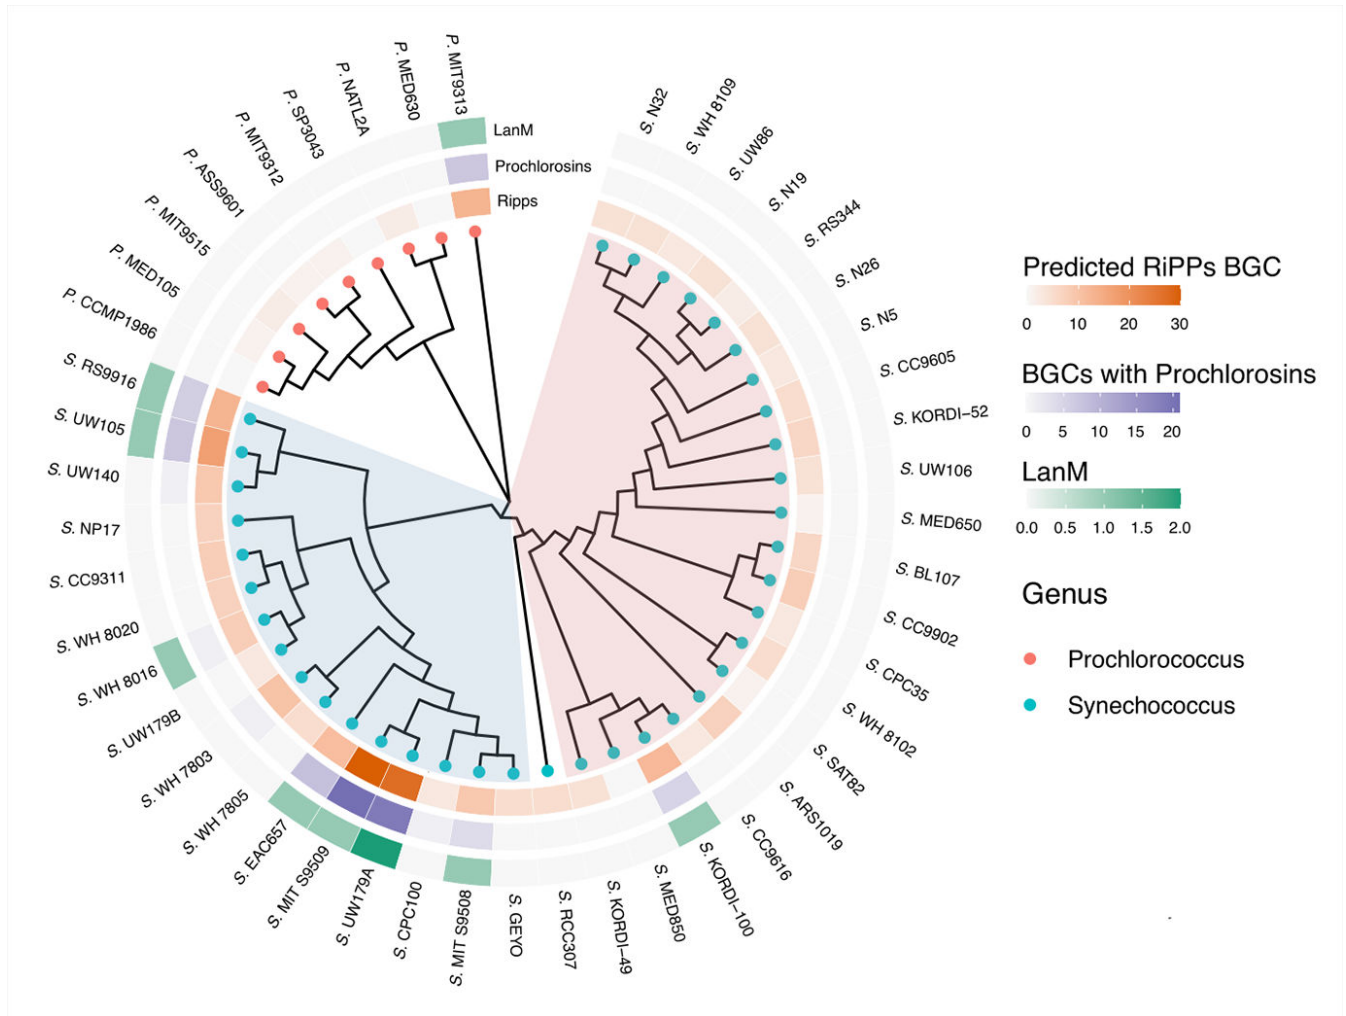 P. MIT9313
P. MED630
P. NATL2A
P. SP3043
P. MIT9312
P. ASS9601
P. MIT9515
P. MED105
P. CCMP1986
S. RS9916
S. UW105
S. UW140
S. NP17
S. CC9311
S. WH 8020
S. WH 8016
S. UW179B
S. WH 7803
S. WH 7805
S. EAC657
S. MIT S9509
S. UW179A
S. CPC100
S. MIT S9508
S. GEYO
S. RCC307
S. KORDI-49
S. MED850
S. KORDI-100
S. CC9616
S. ARS1019
S. SAT82
S. WH 8102
S. CPC35
S. CC9902
S. BL107
S. MED650
S. UW106
S. KORDI-52
S. CC9605
S. N5
S. N26
S. RS344
S. N19
S. UW86
S. WH 8109
S. N32
LanM
Prochlorosins
Ripps
Predicted RiPPs BGC
0 10 20 30
BGCs with Prochlorosins
0 5 10 15 20
LanM
0.0 0.5 1.0 1.5 2.0
Genus
Prochlorococcus
Synechococcus